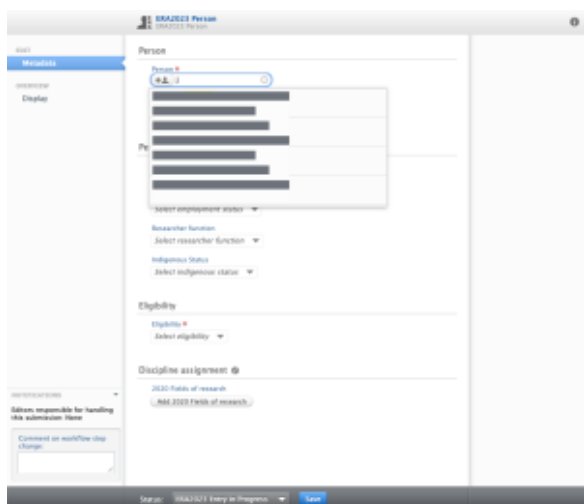 ERA2023 Person
ERA2023 Person
EDIT
Metadata
OVERVIEW
Display
Person
Person *
Pe
Select employment status
Researcher function
Select researcher function
Indigenous Status
Select indigenous status
Eligibility
Eligibility *
Select eligibility
Discipline assignment
2020 Fields of research
Add 2020 Fields of research
NOTIFICATIONS
Editors responsible for handling
this submission: None
Comment on workflow step
change:
Status: ERA2023 Entry in Progress Save